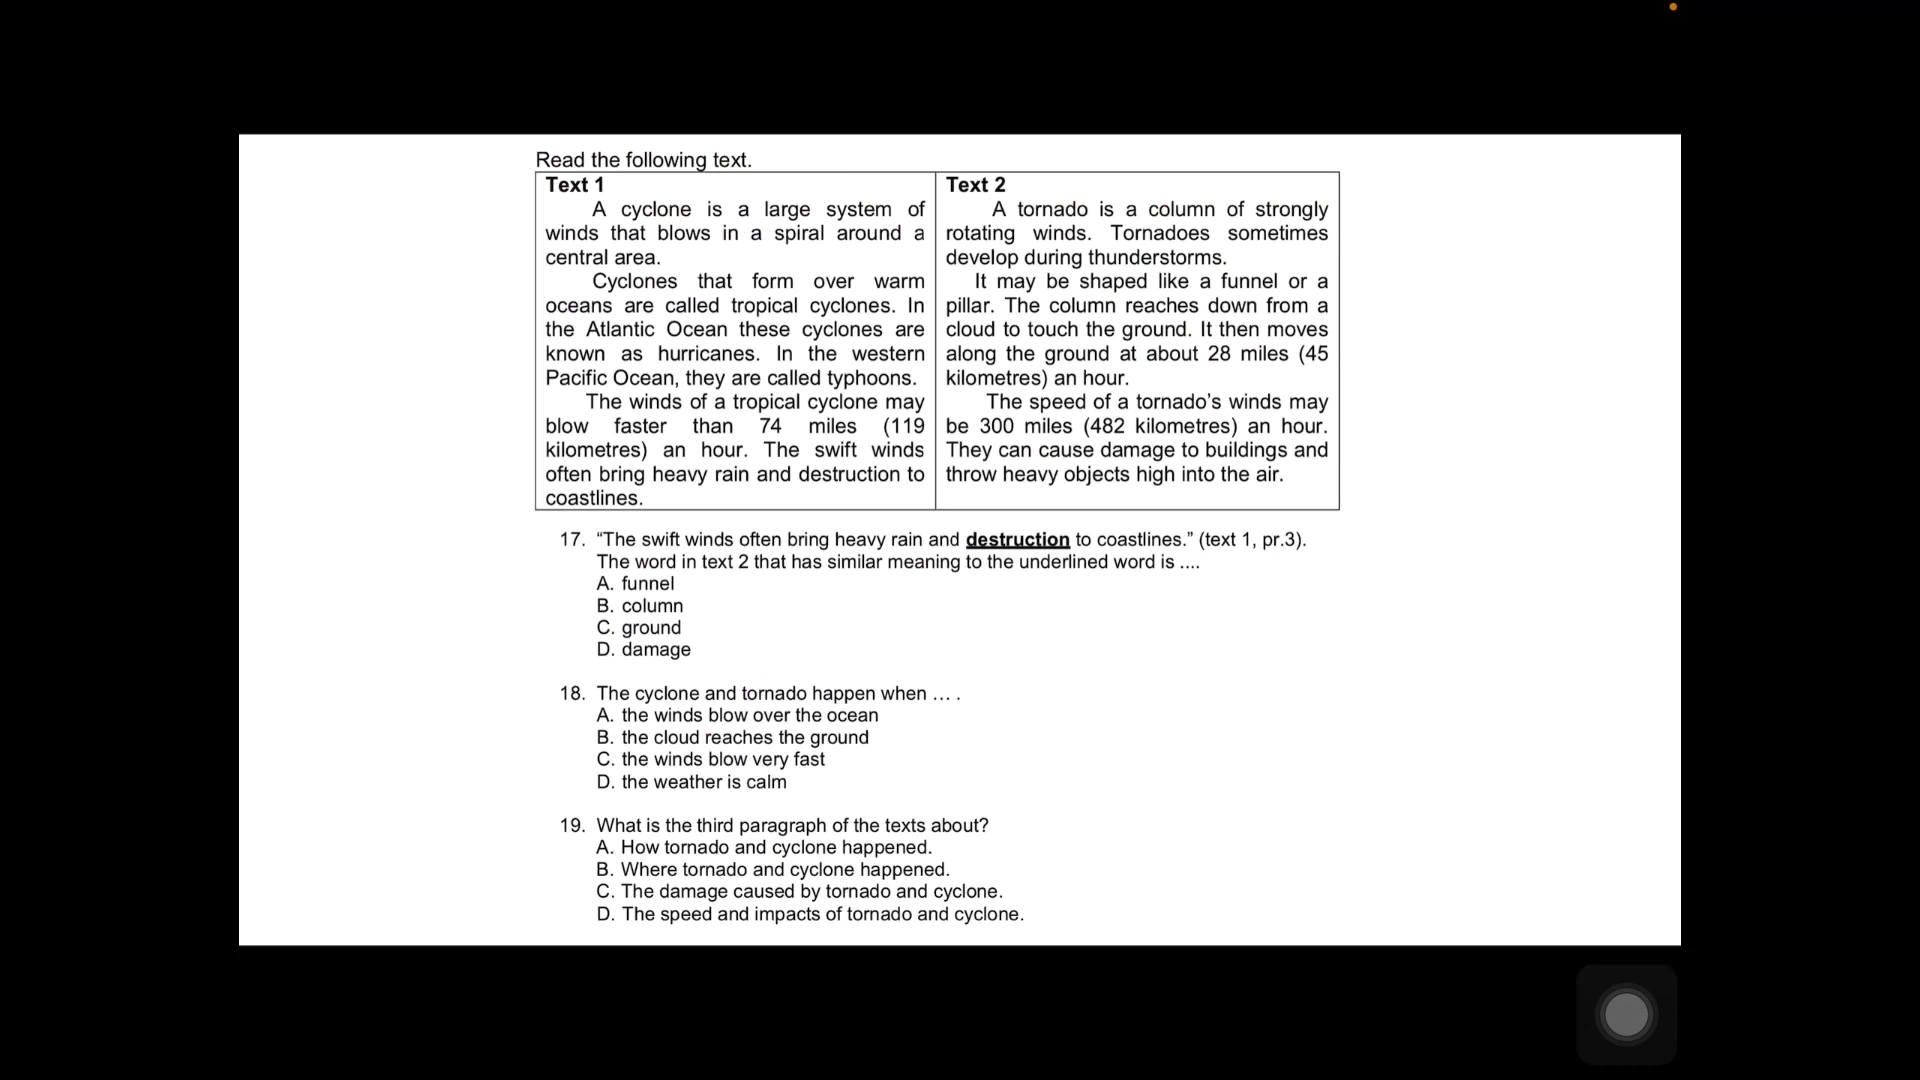 Read the following text.
Text 1
A cyclone is a large system of
winds that blows in a spiral around a
central area.
Cyclones that form over warm
oceans are called tropical cyclones. In
the Atlantic Ocean these cyclones are
known as hurricanes. In the western
Pacific Ocean, they are called typhoons.
The winds of a tropical cyclone may
blow faster than 74 miles (119
kilometres) an hour. The swift winds
often bring heavy rain and destruction to
coastlines.
Text 2
A tornado is a column of strongly
rotating winds. Tornadoes sometimes
develop during thunderstorms.
It may be shaped like a funnel or a
pillar. The column reaches down from a
cloud to touch the ground. It then moves
along the ground at about 28 miles (45
kilometres) an hour.
The speed of a tornado’s winds may
be 300 miles (482 kilometres) an hour.
They can cause damage to buildings and
throw heavy objects high into the air.
17. “The swift winds often bring heavy rain and destruction to coastlines.” (text 1, pr.3).
The word in text 2 that has similar meaning to the underlined word is ....
A. funnel
B. column
C. ground
D. damage
18. The cyclone and tornado happen when … .
A. the winds blow over the ocean
B. the cloud reaches the ground
C. the winds blow very fast
D. the weather is calm
19. What is the third paragraph of the texts about?
A. How tornado and cyclone happened.
B. Where tornado and cyclone happened.
C. The damage caused by tornado and cyclone.
D. The speed and impacts of tornado and cyclone.